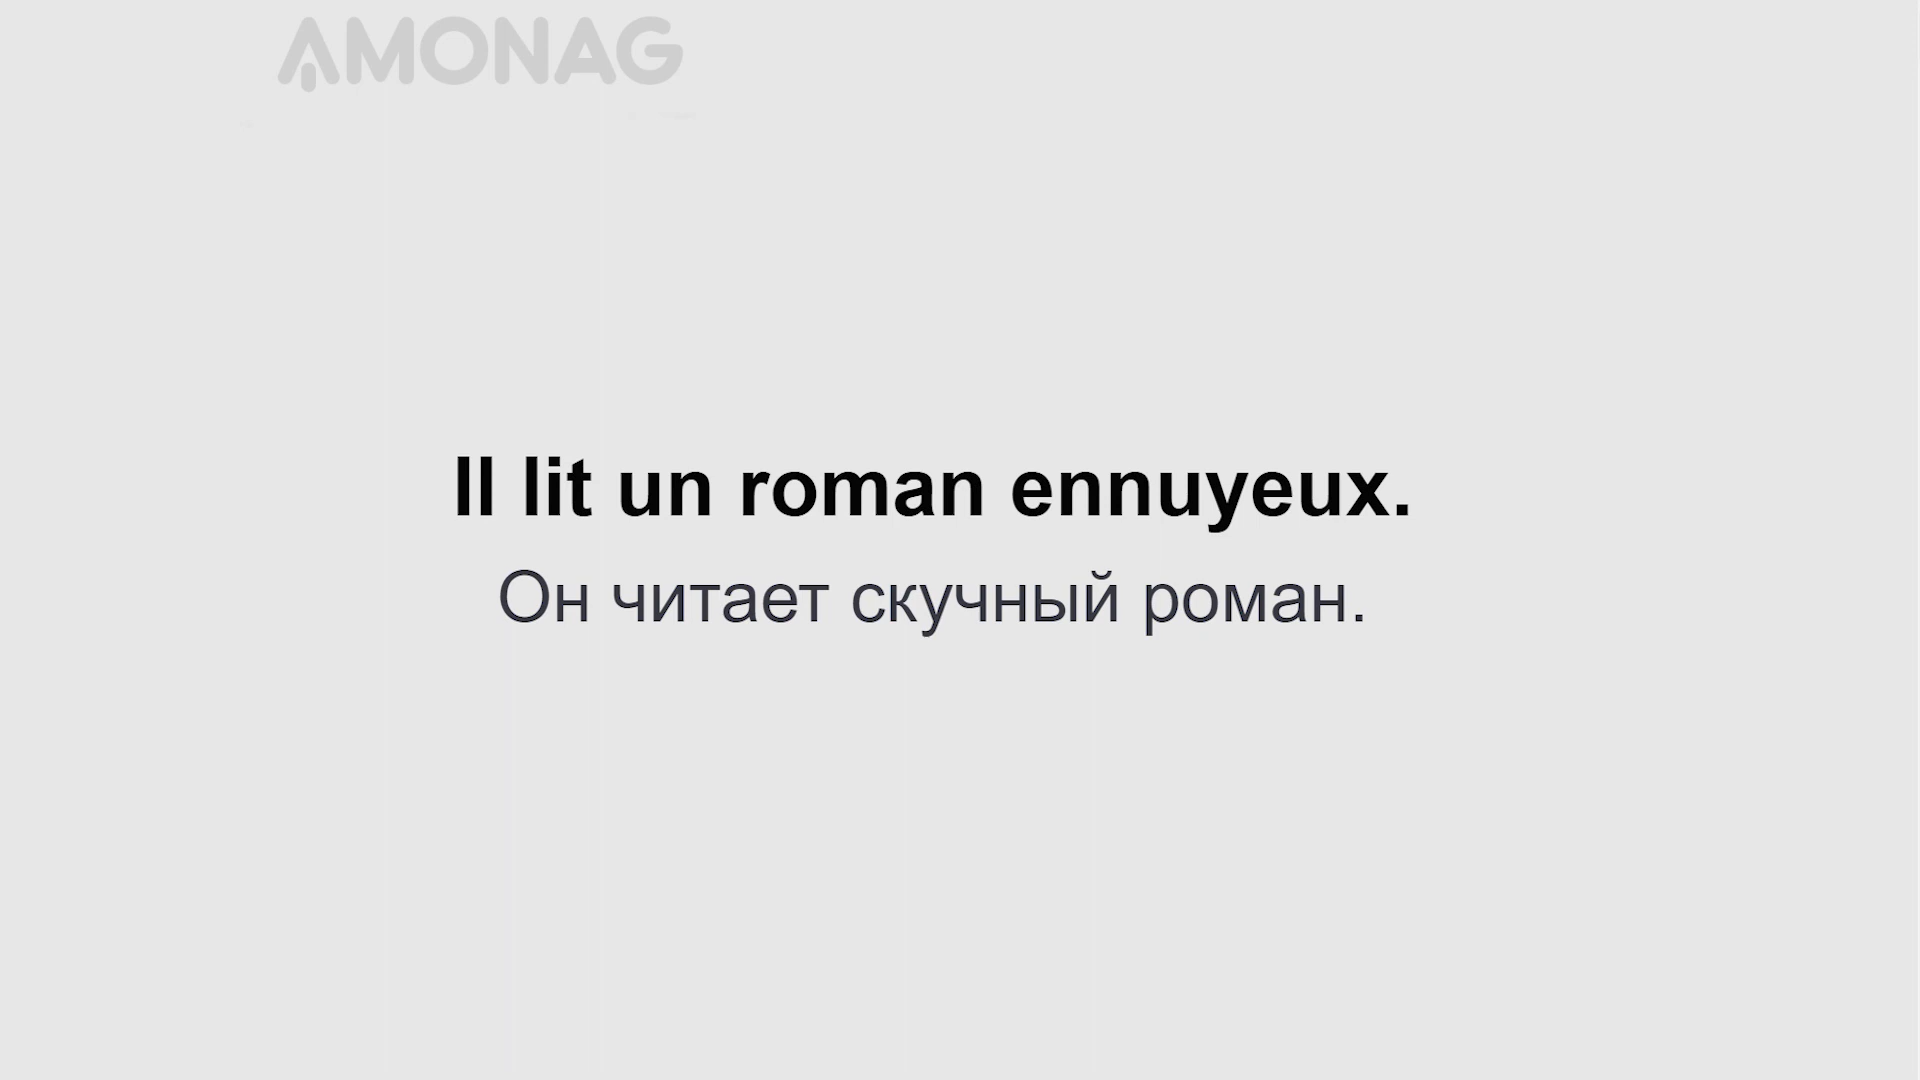 AMONAG
Il lit un roman ennuyeux.
Он читает скучный роман.